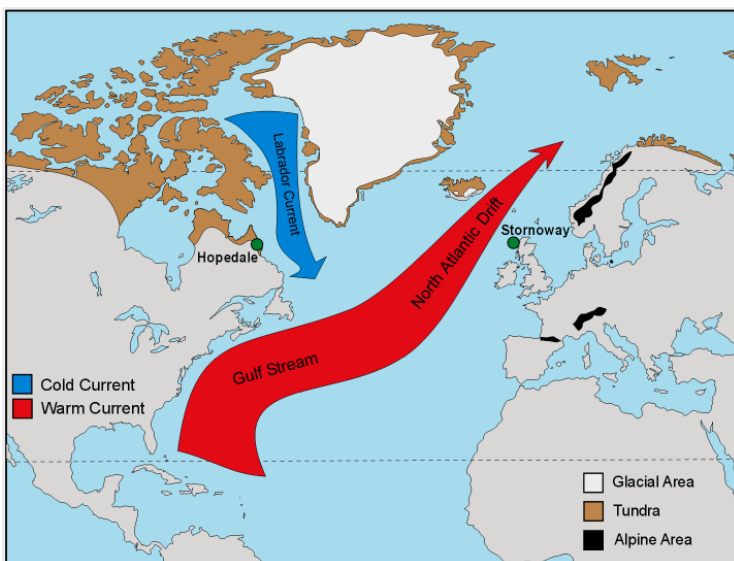 Labrador Current
Hopedale
Stornoway
North Atlantic Drift
Gulf Stream
Cold Current
Warm Current
Glacial Area
Tundra
Alpine Area